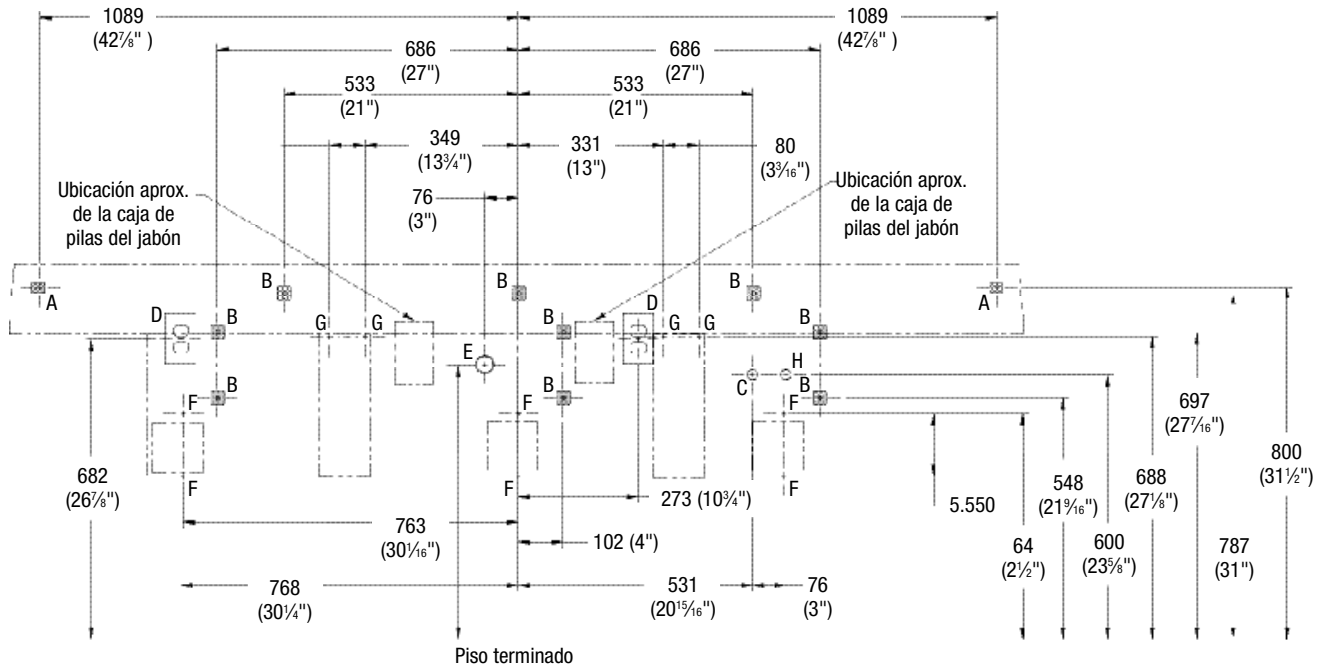 1089
(42⅞" )
1089
(42⅞")
686
(27")
686
(27")
533
(21")
533
(21")
349
(13¾")
331
(13")
80
(3³⁄₁₆")
Ubicación aprox.
de la caja de
pilas del jabón
76
(3")
Ubicación aprox.
de la caja de
pilas del jabón
A
B
B
B
A
D
B
G
G
B
D
G
G
B
E
C
H
B
B
B
F
F
F
F
F
F
682
(26⅞")
273 (10¾")
763
(30¹⁄₁₆")
102 (4")
768
(30¼")
531
(20¹⁵⁄₁₆")
76
(3")
5.550
64
(2½")
548
(21⁹⁄₁₆")
600
(23⅝")
688
(27⅛")
697
(27⁷⁄₁₆")
787
(31")
800
(31½")
Piso terminado